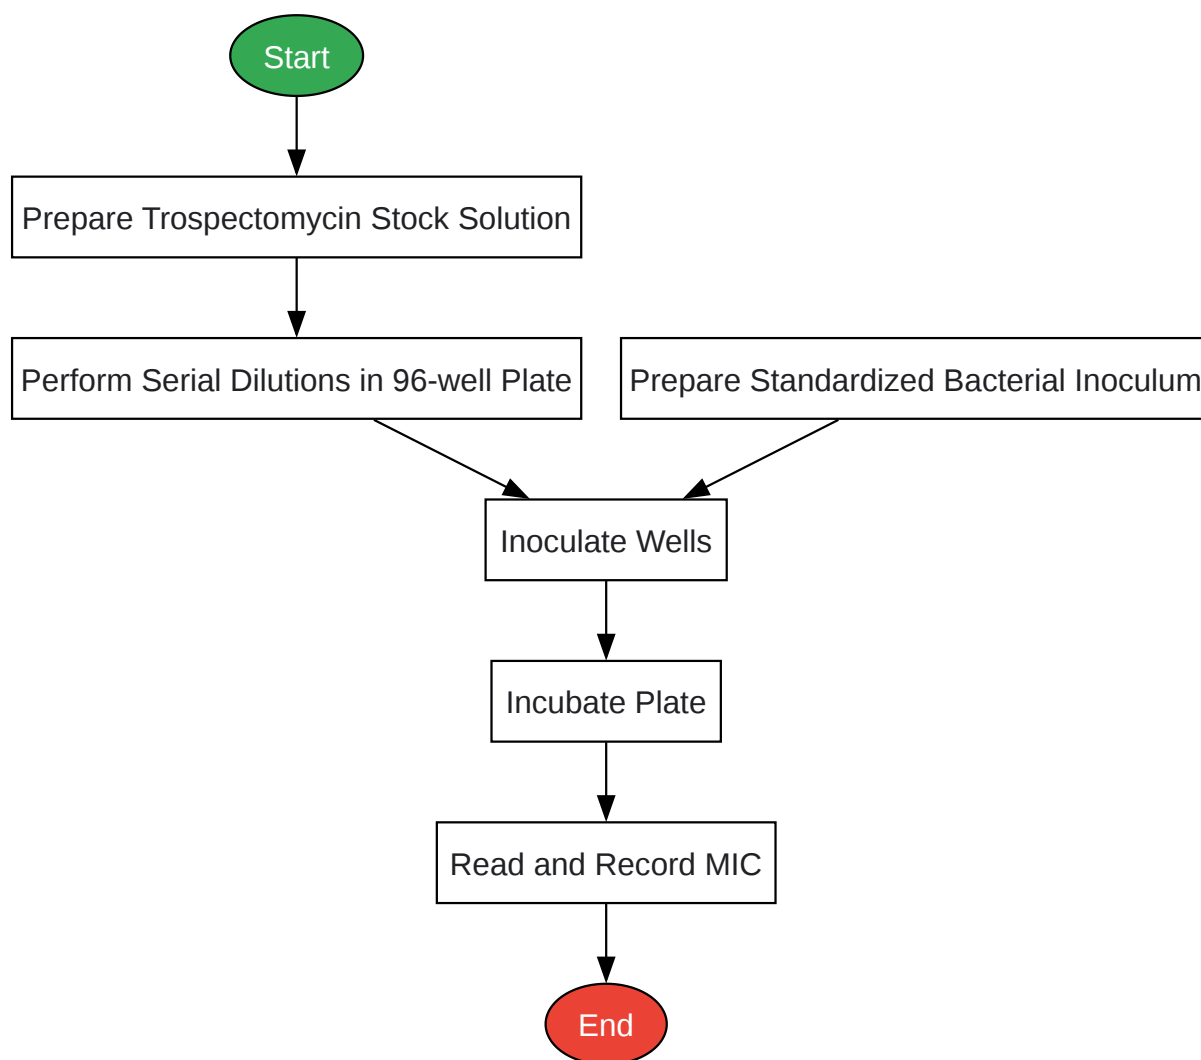 Start
Prepare Trospectomycin Stock Solution
Perform Serial Dilutions in 96-well Plate
Prepare Standardized Bacterial Inoculum
Inoculate Wells
Incubate Plate
Read and Record MIC
End